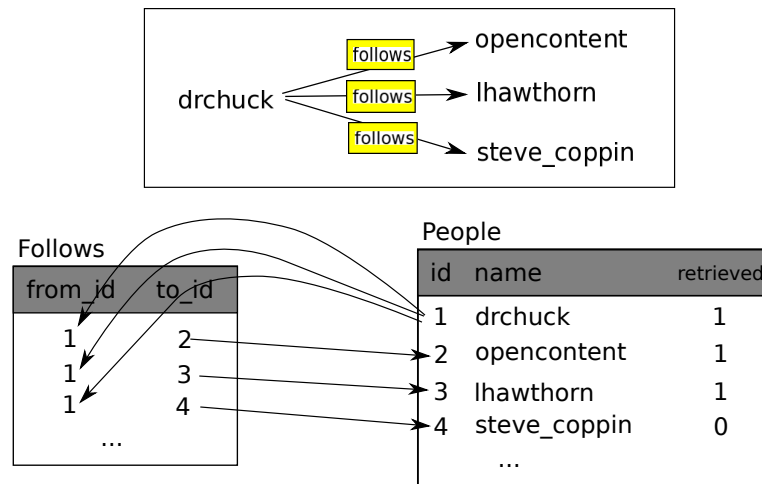 follows
opencontent
drchuck
follows
lhawthorn
follows
steve_coppin
Follows
from_id to_id
1 2
1 3
1 4
...
People
id name retrieved
1 drchuck 1
2 opencontent 1
3 lhawthorn 1
4 steve_coppin 0
...